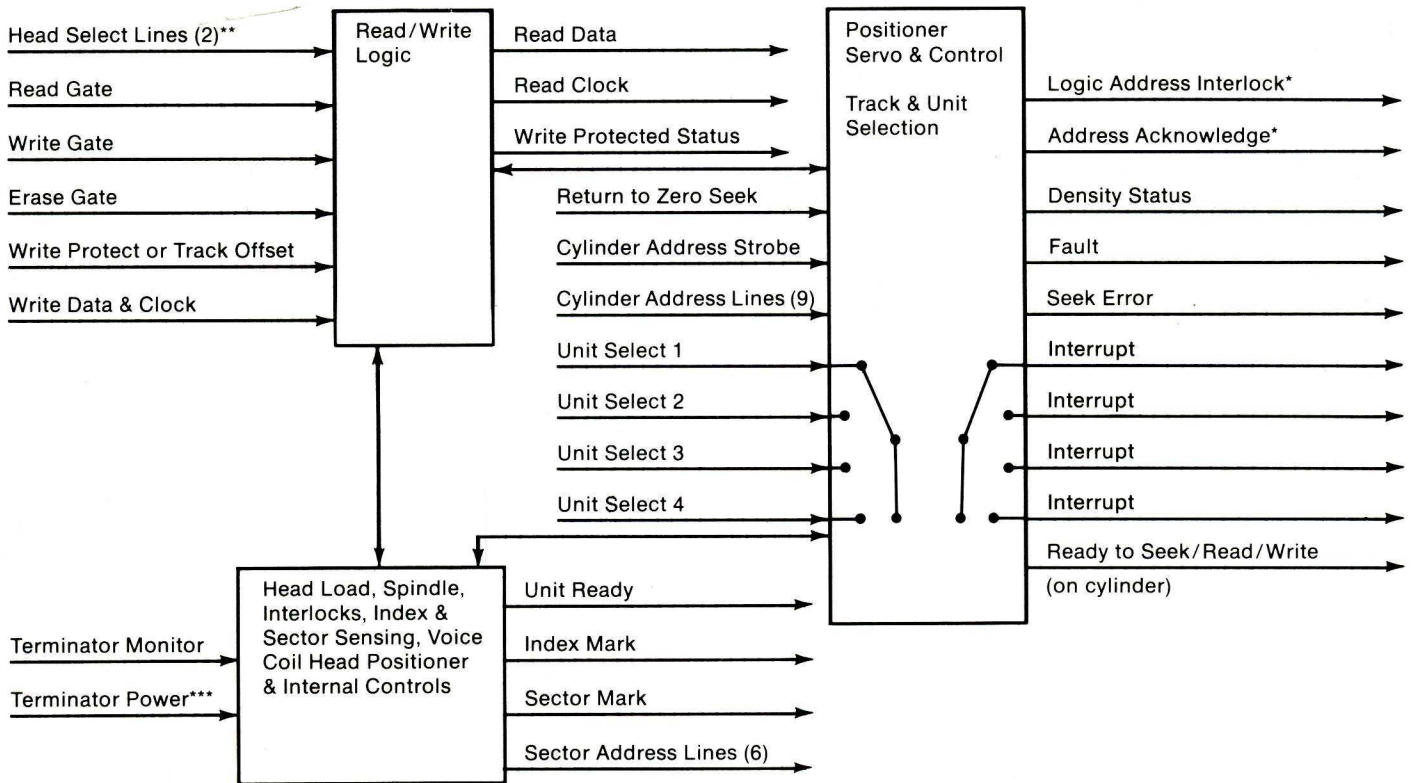 Head Select Lines (2)**
Read Gate
Write Gate
Erase Gate
Write Protect or Track Offset
Write Data & Clock
Read/Write
Logic
Read Data
Read Clock
Write Protected Status
Return to Zero Seek
Cylinder Address Strobe
Cylinder Address Lines (9)
Unit Select 1
Unit Select 2
Unit Select 3
Unit Select 4
Positioner
Servo & Control
Track & Unit
Selection
Logic Address Interlock*
Address Acknowledge*
Density Status
Fault
Seek Error
Interrupt
Interrupt
Interrupt
Interrupt
Ready to Seek/Read/Write
(on cylinder)
Terminator Monitor
Terminator Power***
Head Load, Spindle,
Interlocks, Index &
Sector Sensing, Voice
Coil Head Positioner
& Internal Controls
Unit Ready
Index Mark
Sector Mark
Sector Address Lines (6)